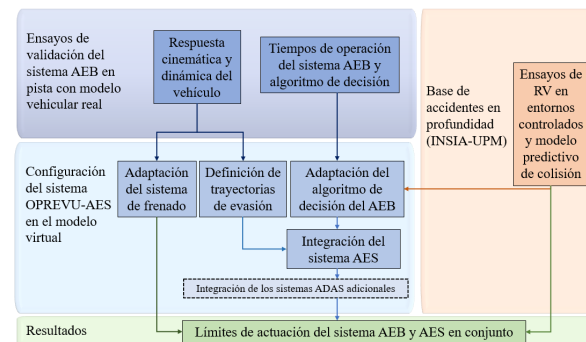 Ensayos de
validación del
sistema AEB en
pista con modelo
vehicular real
Respuesta
cinemática y
dinámica del
vehículo
Tiempos de operación
del sistema AEB y
algoritmo de decisión
Base de
accidentes en
profundidad
(INSIA-UPM)
Ensayos de
RV en
entornos
controlados
y modelo
predictivo
de colisión
Configuración
del sistema
OPREVU-AES
en el modelo
virtual
Adaptación
del sistema
de frenado
Definición de
trayectorias
de evasión
Adaptación del
algoritmo de
decisión del AEB
Integración del
sistema AES
Integración de los sistemas ADAS adicionales
Resultados
Límites de actuación del sistema AEB y AES en conjunto